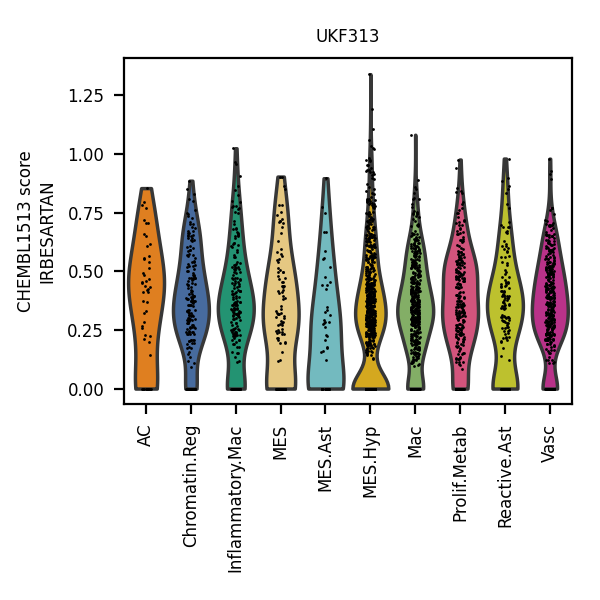 UKF313
CHEMBL1513 score
IRBESARTAN
1.25
1.00
0.75
0.50
0.25
0.00
AC
Chromatin.Reg
Inflammatory.Mac
MES
MES.Ast
MES.Hyp
Mac
Prolif.Metab
Reactive.Ast
Vasc